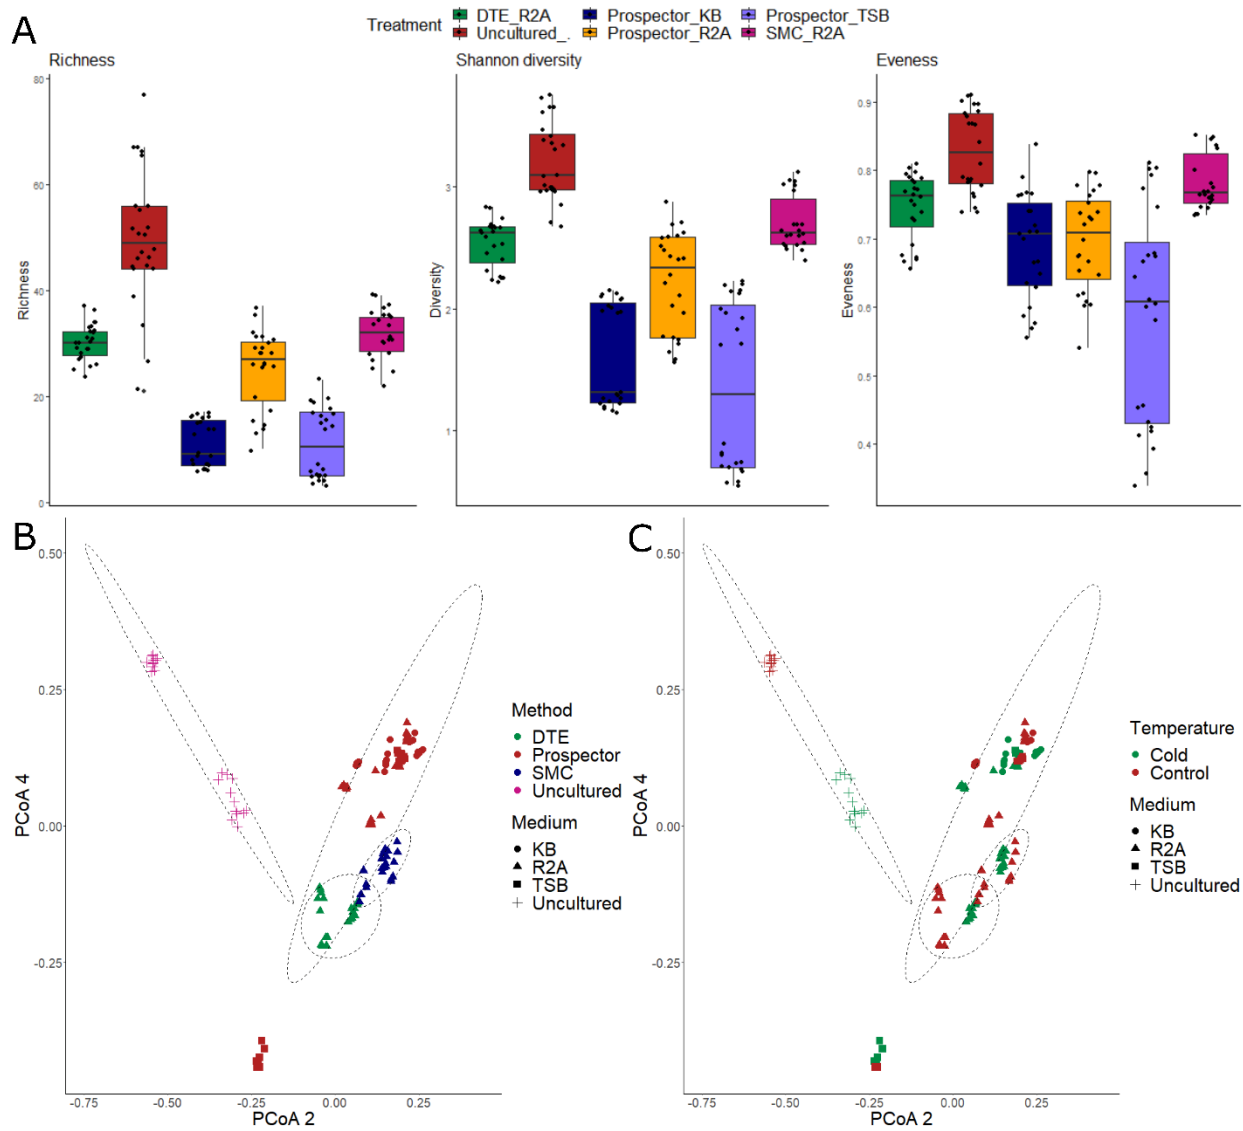 A
Treatment
DTE_R2A
Prospector_KB
Prospector_TSB
Uncultured_.
Prospector_R2A
SMC_R2A
Richness
Richness
80
60
40
20
0
Shannon diversity
Diversity
3
2
1
Eveness
Eveness
0.9
0.8
0.7
0.6
0.5
0.4
B
PCoA 4
0.50
0.25
0.00
-0.25
-0.75
-0.50
-0.25
0.00
0.25
PCoA 2
Method
DTE
Prospector
SMC
Uncultured
Medium
KB
R2A
TSB
Uncultured
C
PCoA 4
0.50
0.25
0.00
-0.25
-0.75
-0.50
-0.25
0.00
0.25
PCoA 2
Temperature
Cold
Control
Medium
KB
R2A
TSB
Uncultured